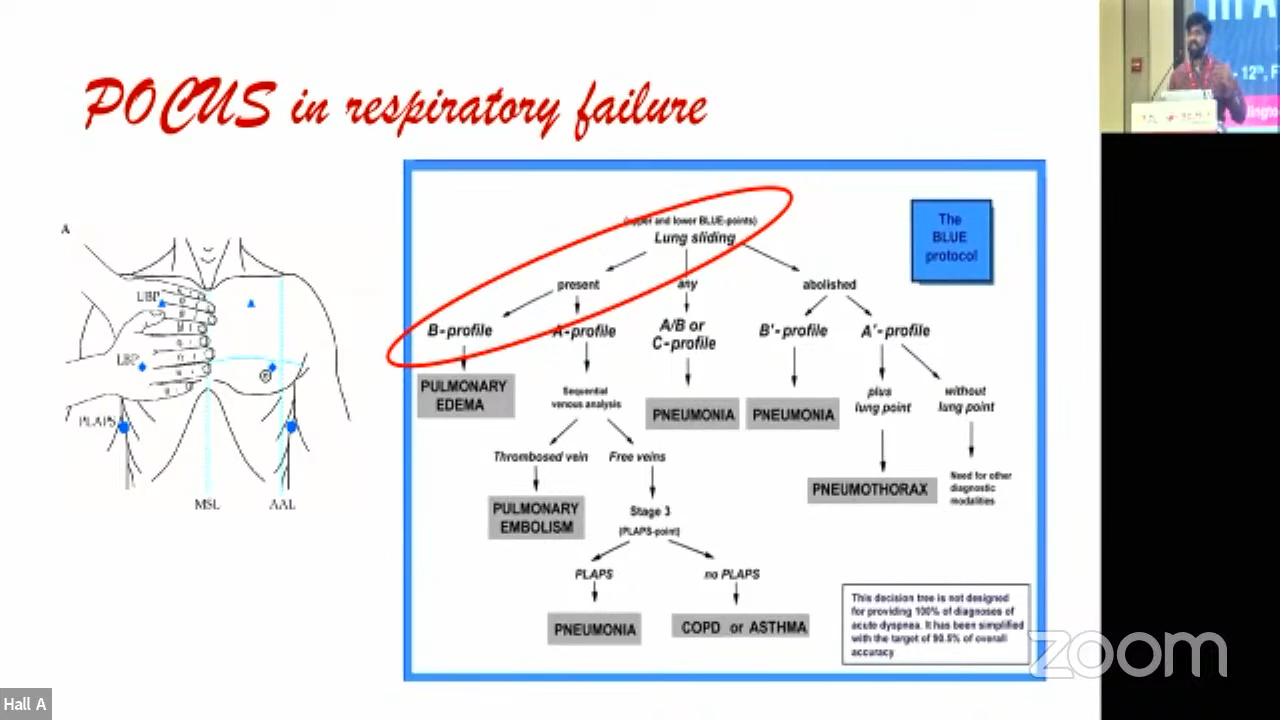 POCUS in respiratory failure
A
UBP
LBP
PLAPS
MSL
AAL
The
BLUE
protocol
(upper and lower BLUE-points)
Lung sliding
present
any
abolished
B-profile
A-profile
A/B or
C-profile
B'-profile
A'-profile
PULMONARY
EDEMA
Sequential
venous analysis
PNEUMONIA
PNEUMONIA
plus
lung point
without
lung point
Thrombosed vein
Free veins
PNEUMOTHORAX
Need for other
diagnostic
modalities
PULMONARY
EMBOLISM
Stage 3
(PLAPS-point)
PLAPS
no PLAPS
PNEUMONIA
COPD or ASTHMA
This decision tree is not designed
for providing 100% of diagnoses of
acute dyspnea. It has been simplified
with the target of 90.5% of overall
accuracy
zoom
Hall A
12th, F